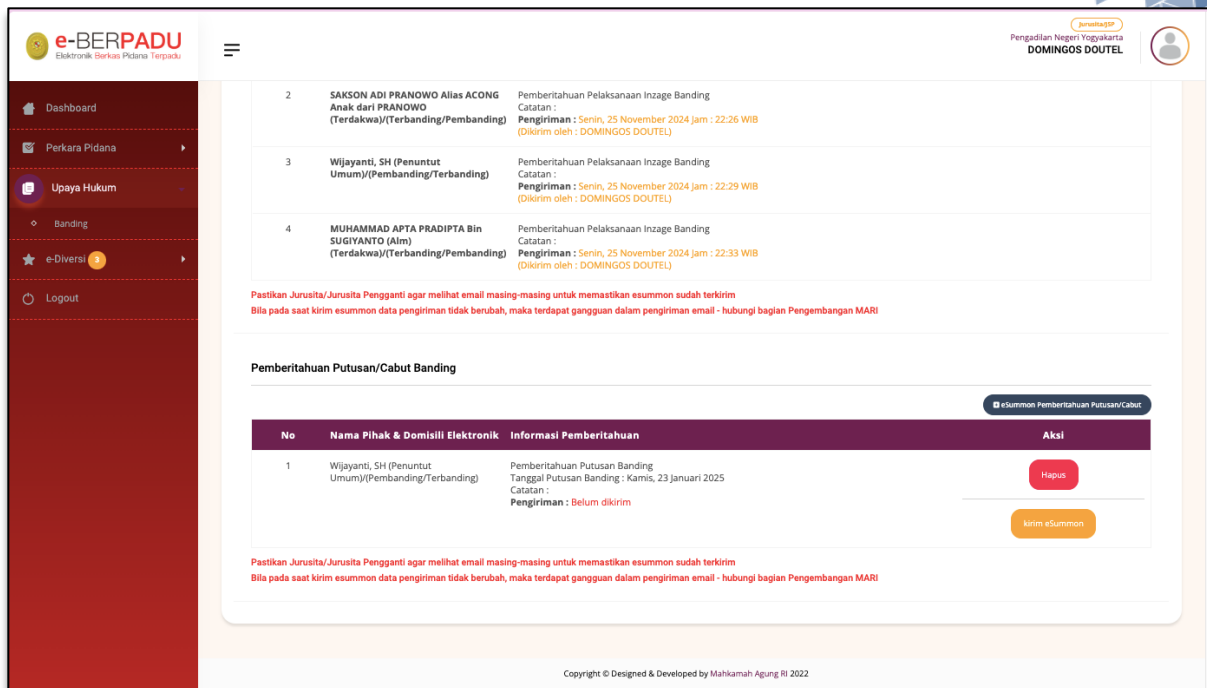 e-BERPADU
Elektronik Berkas Pidana Terpadu
Jurusita/JSP
Pengadilan Negeri Yogyakarta
DOMINGOS DOUTEL
Dashboard
Perkara Pidana
Upaya Hukum
Banding
e-Diversi 3
Logout
2 SAKSON ADI PRANOWO Alias ACONG Pemberitahuan Pelaksanaan Inzage Banding
Anak dari PRANOWO Catatan :
(Terdakwa)/(Terbanding/Pembanding) Pengiriman : Senin, 25 November 2024 Jam : 22:26 WIB
(Dikirim oleh : DOMINGOS DOUTEL)
3 Wijayanti, SH (Penuntut Pemberitahuan Pelaksanaan Inzage Banding
Umum)/(Pembanding/Terbanding) Catatan :
Pengiriman : Senin, 25 November 2024 Jam : 22:29 WIB
(Dikirim oleh : DOMINGOS DOUTEL)
4 MUHAMMAD APTA PRADIPTA Bin Pemberitahuan Pelaksanaan Inzage Banding
SUGIYANTO (Alm) Catatan :
(Terdakwa)/(Terbanding/Pembanding) Pengiriman : Senin, 25 November 2024 Jam : 22:33 WIB
(Dikirim oleh : DOMINGOS DOUTEL)
Pastikan Jurusita/Jurusita Pengganti agar melihat email masing-masing untuk memastikan esummon sudah terkirim
Bila pada saat kirim esummon data pengiriman tidak berubah, maka terdapat gangguan dalam pengiriman email - hubungi bagian Pengembangan MARI
Pemberitahuan Putusan/Cabut Banding
eSummon Pemberitahuan Putusan/Cabut
No Nama Pihak & Domisili Elektronik Informasi Pemberitahuan Aksi
1 Wijayanti, SH (Penuntut Pemberitahuan Putusan Banding Hapus
Umum)/(Pembanding/Terbanding) Tanggal Putusan Banding : Kamis, 23 Januari 2025
Catatan :
Pengiriman : Belum dikirim
kirim eSummon
Pastikan Jurusita/Jurusita Pengganti agar melihat email masing-masing untuk memastikan esummon sudah terkirim
Bila pada saat kirim esummon data pengiriman tidak berubah, maka terdapat gangguan dalam pengiriman email - hubungi bagian Pengembangan MARI
Copyright © Designed & Developed by Mahkamah Agung RI 2022